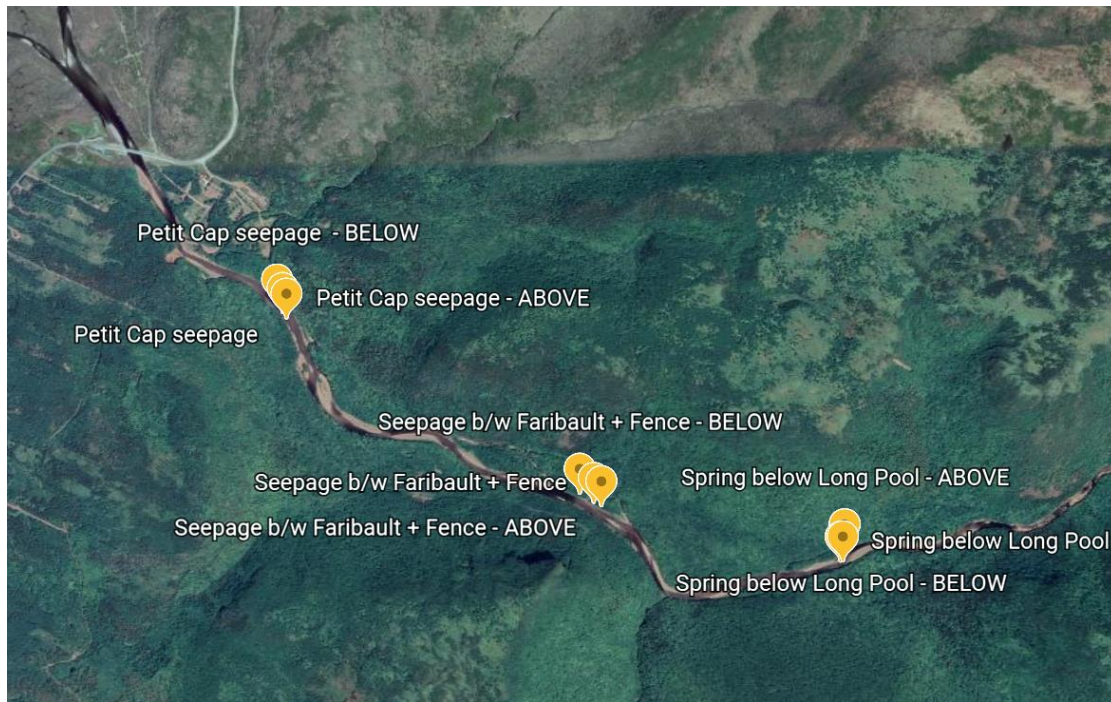 Petit Cap seepage - BELOW
Petit Cap seepage - ABOVE
Petit Cap seepage
Seepage b/w Faribault + Fence - BELOW
Spring below Long Pool - ABOVE
Seepage b/w Faribault + Fence
Seepage b/w Faribault + Fence - ABOVE
Spring below Long Pool
Spring below Long Pool - BELOW